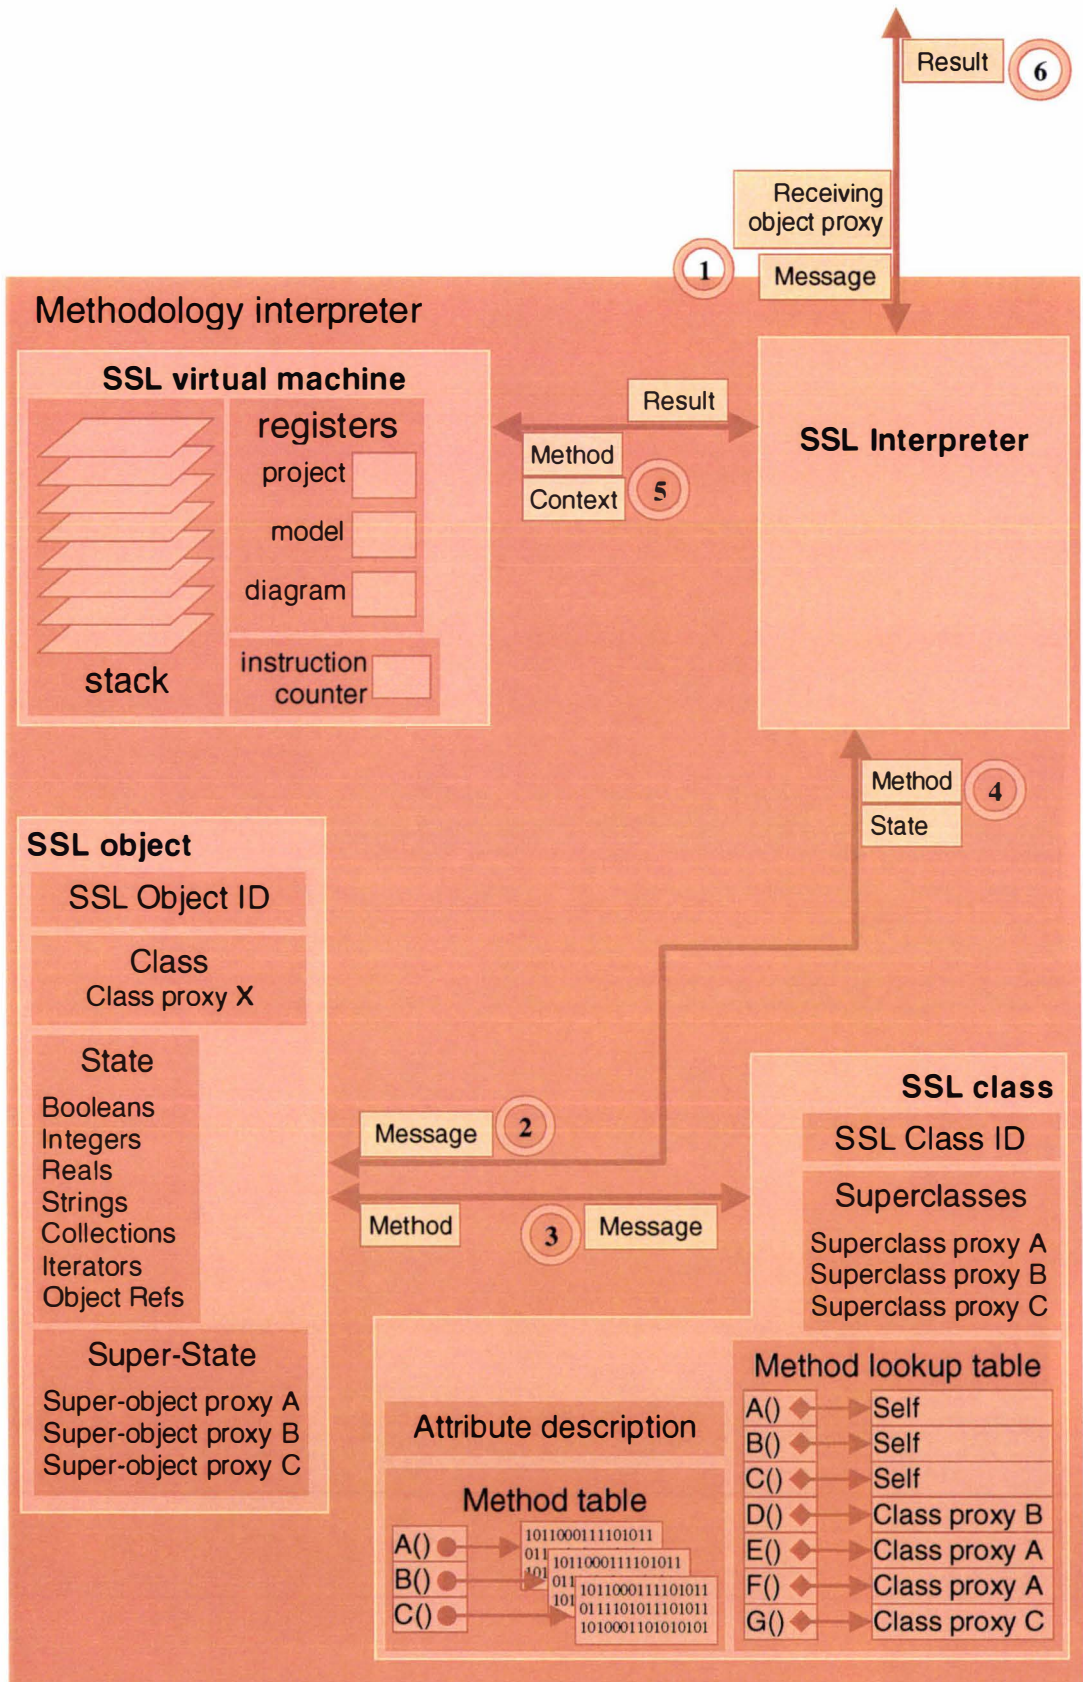 Result
6
Receiving
object proxy
1
Message
Methodology interpreter
SSL virtual machine
stack
registers
project
model
diagram
instruction
counter
Result
Method
Context
5
SSL Interpreter
Method
State
4
SSL object
SSL Object ID
Class
Class proxy X
State
Booleans
Integers
Reals
Strings
Collections
Iterators
Object Refs
Super-State
Super-object proxy A
Super-object proxy B
Super-object proxy C
Message
2
Method
3
Message
SSL class
SSL Class ID
Superclasses
Superclass proxy A
Superclass proxy B
Superclass proxy C
Attribute description
Method table
A()
B()
C()
1011000111101011
011
101
1011000111101011
011
101
1011000111101011
0111101011101011
1010001101010101
Method lookup table
A() Self
B() Self
C() Self
D() Class proxy B
E() Class proxy A
F() Class proxy A
G() Class proxy C